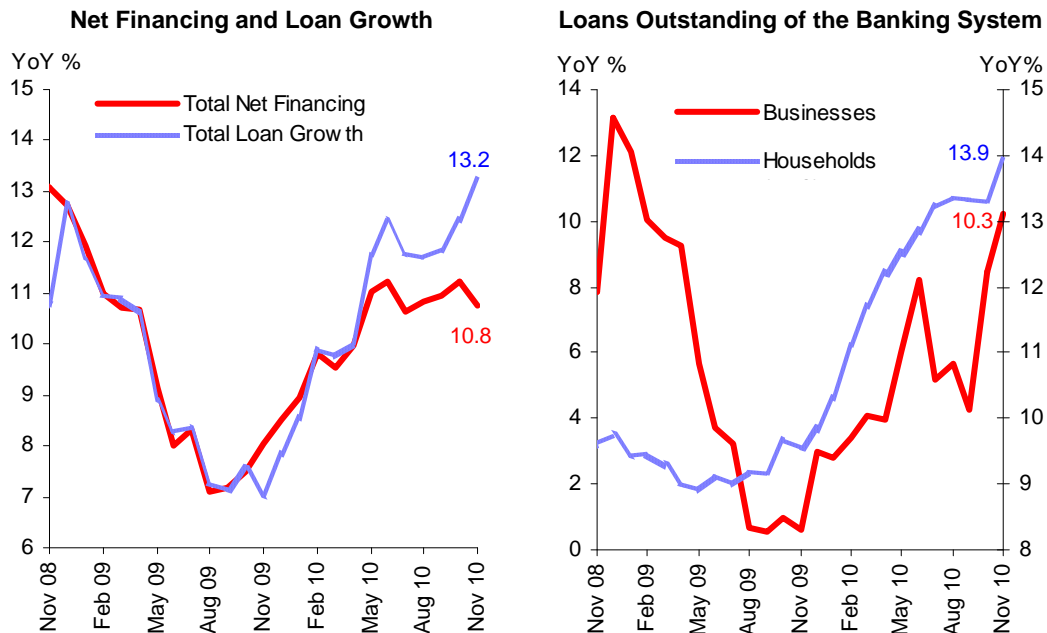 Net Financing and Loan Growth
YoY %
15
14
13
12
11
10
9
8
7
6
Total Net Financing
Total Loan Growth
13.2
10.8
Nov 08
Feb 09
May 09
Aug 09
Nov 09
Feb 10
May 10
Aug 10
Nov 10
Loans Outstanding of the Banking System
YoY %
YoY%
14
12
10
8
6
4
2
0
Businesses
Households
13.9
10.3
15
14
13
12
11
10
9
8
Nov 08
Feb 09
May 09
Aug 09
Nov 09
Feb 10
May 10
Aug 10
Nov 10